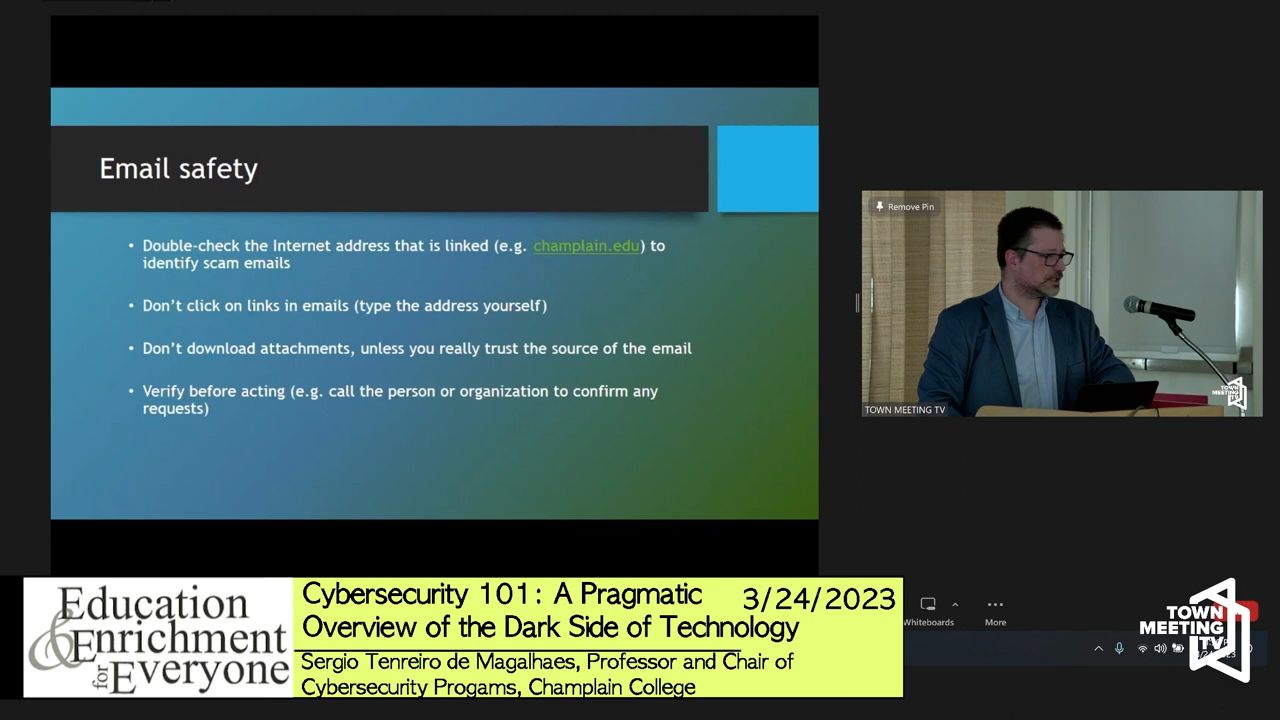 Email safety
• Double-check the Internet address that is linked (e.g. champlain.edu) to
identify scam emails
• Don't click on links in emails (type the address yourself)
• Don't download attachments, unless you really trust the source of the email
• Verify before acting (e.g. call the person or organization to confirm any
requests)
Remove Pin
TOWN
MEETING
TV
TOWN MEETING TV
Education
& Enrichment
for Everyone
Cybersecurity 101: A Pragmatic 3/24/2023
Overview of the Dark Side of Technology
Sergio Tenreiro de Magalhaes, Professor and Chair of
Cybersecurity Progams, Champlain College
Whiteboards
More
TOWN
MEETING
TV